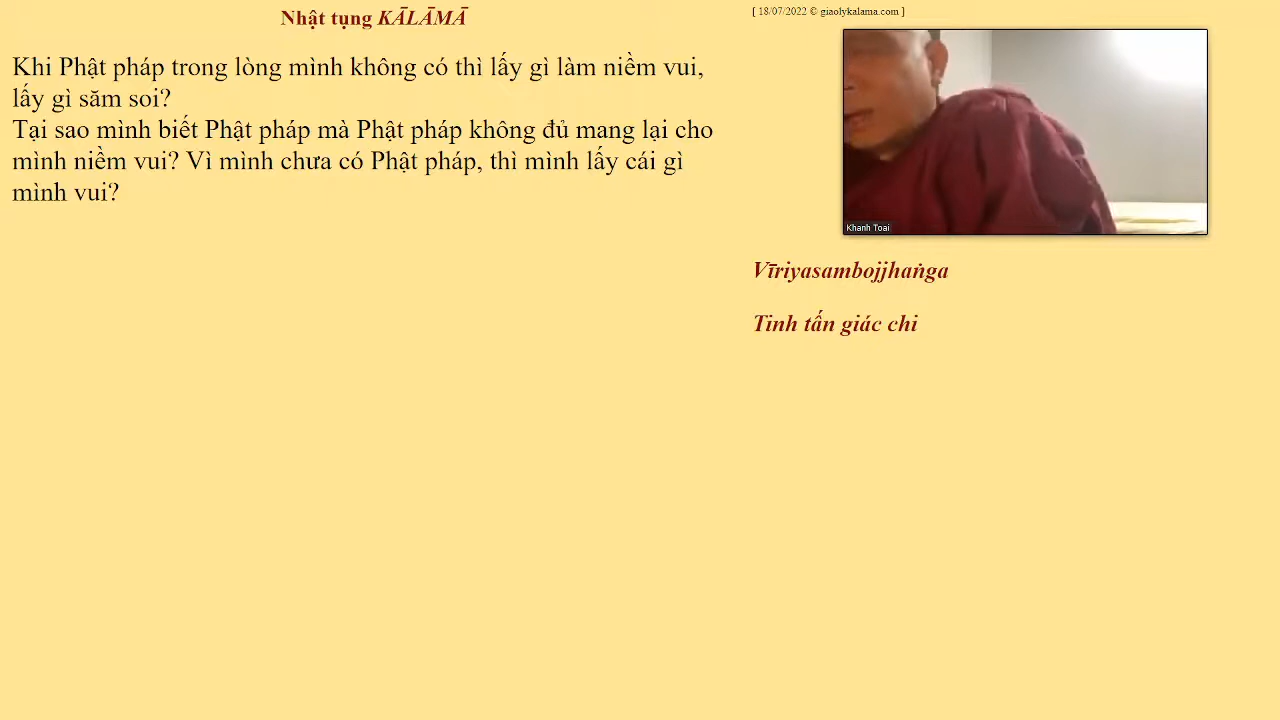 Nhật tụng KĀLĀMĀ
[ 18/07/2022 © giaolykalama.com ]
Khi Phật pháp trong lòng mình không có thì lấy gì làm niềm vui,
lấy gì săm soi?
Tại sao mình biết Phật pháp mà Phật pháp không đủ mang lại cho
mình niềm vui? Vì mình chưa có Phật pháp, thì mình lấy cái gì
mình vui?
Khanh Toai
Vīriyasambojjhaṅga
Tinh tấn giác chi